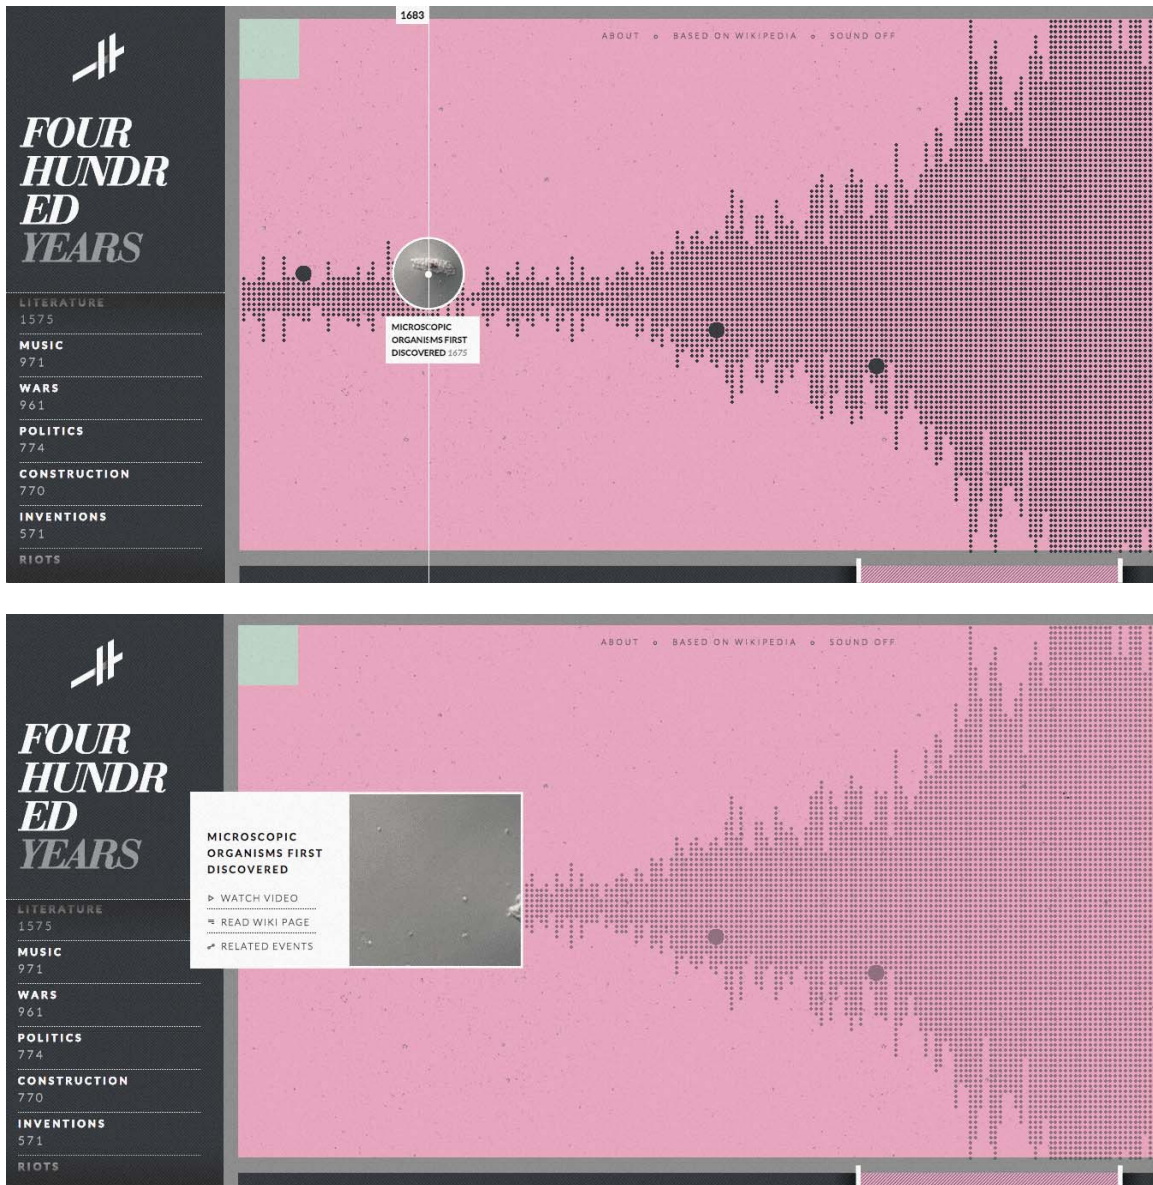 1683
ABOUT BASED ON WIKIPEDIA SOUND OFF
FOUR
HUNDR
ED
YEARS
LITERATURE
1575
MUSIC
971
WARS
961
POLITICS
774
CONSTRUCTION
770
INVENTIONS
571
RIOTS
MICROSCOPIC
ORGANISMS FIRST
DISCOVERED 1675
ABOUT BASED ON WIKIPEDIA SOUND OFF
FOUR
HUNDR
ED
YEARS
LITERATURE
1575
MUSIC
971
WARS
961
POLITICS
774
CONSTRUCTION
770
INVENTIONS
571
RIOTS
MICROSCOPIC
ORGANISMS FIRST
DISCOVERED
WATCH VIDEO
READ WIKI PAGE
RELATED EVENTS